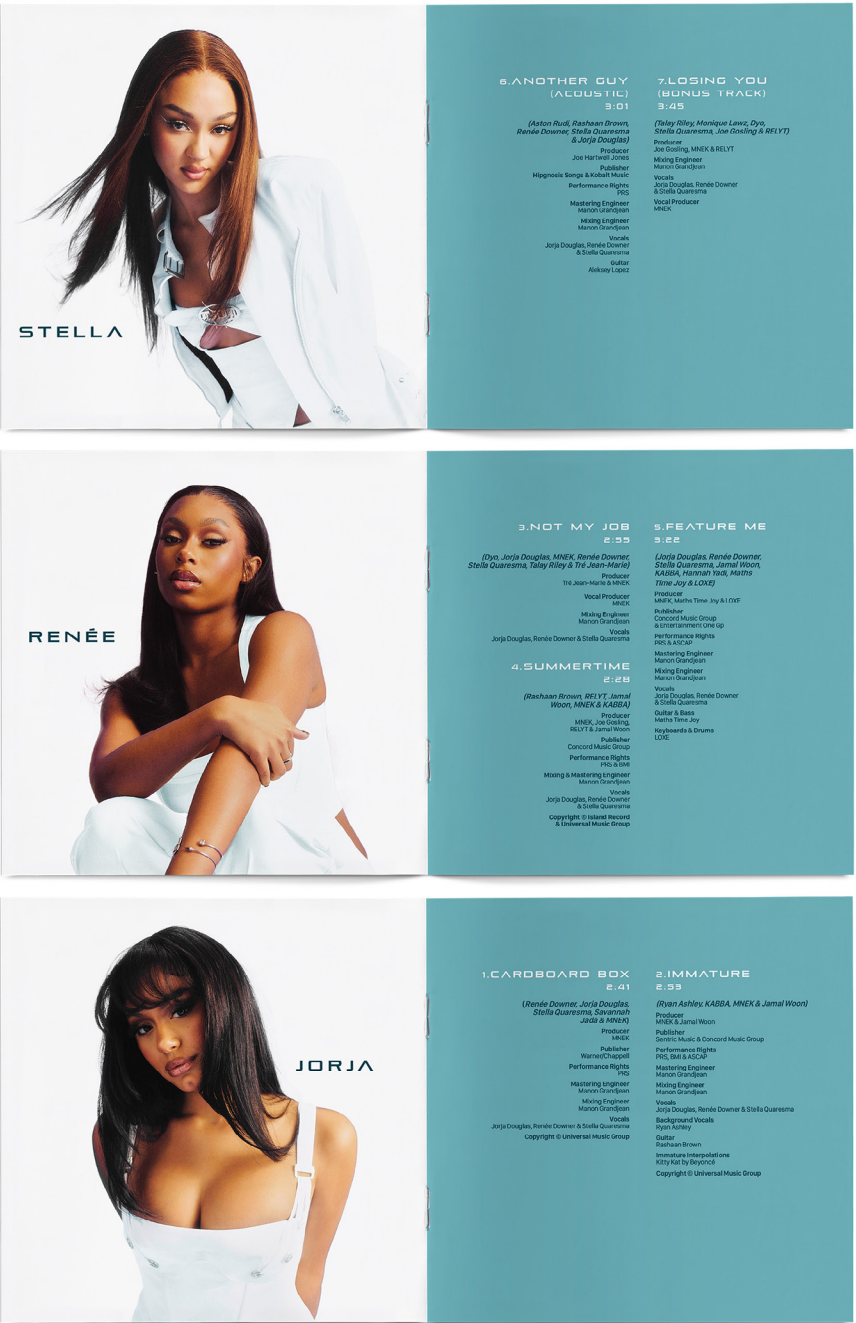 STELLA
6.ANOTHER GUY
(ACOUSTIC)
3:01
(Aston Rudi, Rashaan Brown,
Renée Downer, Stella Quaresma
& Jorja Douglas)
Producer
Joe Hartwell Jones
Publisher
Hipgnosis Songs & Kobalt Music
Performance Rights
PRS
Mastering Engineer
Manon Grandjean
Mixing Engineer
Manon Grandjean
Vocals
Jorja Douglas, Renée Downer
& Stella Quaresma
Guitar
Aleksey Lopez
7.LOSING YOU
(BONUS TRACK)
3:45
(Talay Riley, Monique Lawz, Dyo,
Stella Quaresma, Joe Gosling & RELYT)
Producer
Joe Gosling, MNEK & RELYT
Mixing Engineer
Manon Grandjean
Vocals
Jorja Douglas, Renée Downer
& Stella Quaresma
Vocal Producer
MNEK
RENÉE
3.NOT MY JOB
2:55
(Dyo, Jorja Douglas, MNEK, Renée Downer,
Stella Quaresma, Talay Riley & Tré Jean-Marie)
Producer
Tré Jean-Marie & MNEK
Vocal Producer
MNEK
Mixing Engineer
Manon Grandjean
Vocals
Jorja Douglas, Renée Downer & Stella Quaresma
4.SUMMERTIME
2:28
(Rashaan Brown, RELYT, Jamal
Woon, MNEK & KABBA)
Producer
MNEK, Joe Gosling,
RELYT & Jamal Woon
Publisher
Concord Music Group
Performance Rights
PRS & BMI
Mixing & Mastering Engineer
Manon Grandjean
Vocals
Jorja Douglas, Renée Downer
& Stella Quaresma
Copyright © Island Record
& Universal Music Group
5.FEATURE ME
3:22
(Jorja Douglas, Renée Downer,
Stella Quaresma, Jamal Woon,
KABBA, Hannah Yadi, Maths
Time Joy & LOXE)
Producer
MNEK, Maths Time Joy & LOXE
Publisher
Concord Music Group
& Entertainment One Gp
Performance Rights
PRS & ASCAP
Mastering Engineer
Manon Grandjean
Mixing Engineer
Manon Grandjean
Vocals
Jorja Douglas, Renée Downer
& Stella Quaresma
Guitar & Bass
Maths Time Joy
Keyboards & Drums
LOXE
JORJA
1.CARDBOARD BOX
2:41
(Renée Downer, Jorja Douglas,
Stella Quaresma, Savannah
Jada & MNEK)
Producer
MNEK
Publisher
Warner/Chappell
Performance Rights
PRS
Mastering Engineer
Manon Grandjean
Mixing Engineer
Manon Grandjean
Vocals
Jorja Douglas, Renée Downer & Stella Quaresma
Copyright © Universal Music Group
2.IMMATURE
2:53
(Ryan Ashley, KABBA, MNEK & Jamal Woon)
Producer
MNEK & Jamal Woon
Publisher
Sentric Music & Concord Music Group
Performance Rights
PRS, BMI & ASCAP
Mastering Engineer
Manon Grandjean
Mixing Engineer
Manon Grandjean
Vocals
Jorja Douglas, Renée Downer & Stella Quaresma
Background Vocals
Ryan Ashley
Guitar
Rashaan Brown
Immature Interpolations
Kitty Kat by Beyoncé
Copyright © Universal Music Group